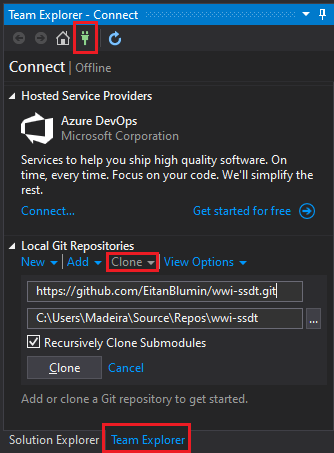 Team Explorer - Connect
Connect | Offline
Hosted Service Providers
Azure DevOps
Microsoft Corporation
Services to help you ship high quality software. On
time, every time. Focus on your code. We'll simplify the
rest.
Connect... Get started for free
Local Git Repositories
New | Add | Clone | View Options
https://github.com/EitanBlumin/wwi-ssdt.git
C:\Users\Madeira\Source\Repos\wwi-ssdt ...
Recursively Clone Submodules
Clone Cancel
Add or clone a Git repository to get started.
Solution Explorer Team Explorer